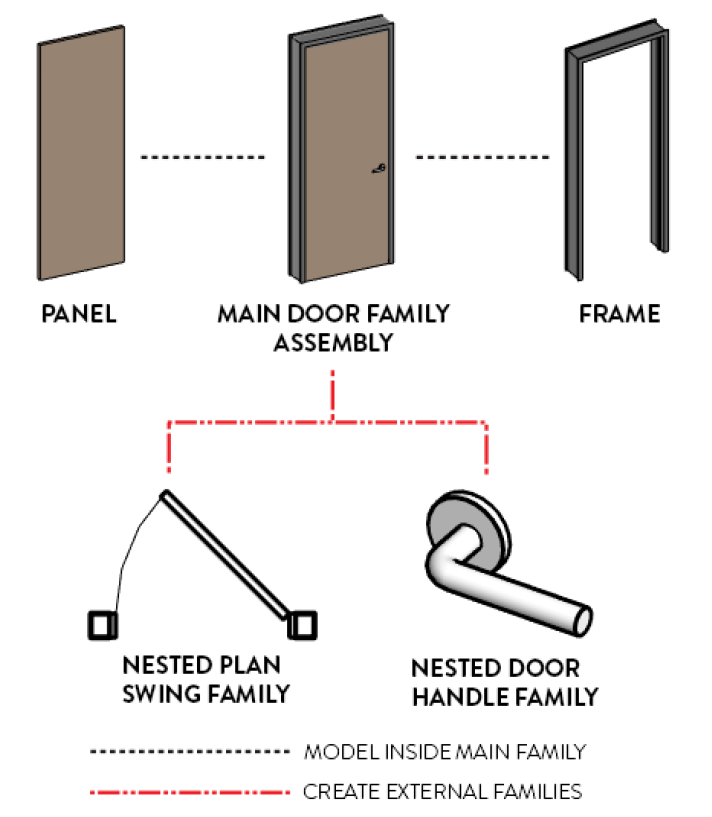 PANEL
MAIN DOOR FAMILY
ASSEMBLY
FRAME
NESTED PLAN
SWING FAMILY
NESTED DOOR
HANDLE FAMILY
MODEL INSIDE MAIN FAMILY
CREATE EXTERNAL FAMILIES